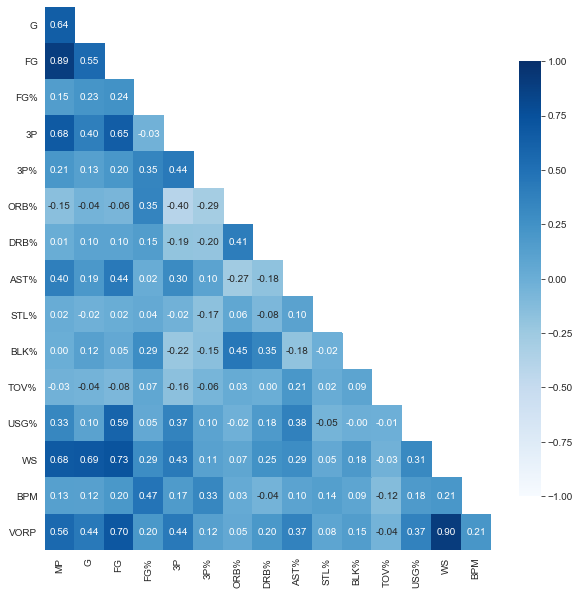 G 0.64
FG 0.89 0.55
FG% 0.15 0.23 0.24
3P 0.68 0.40 0.65 -0.03
3P% 0.21 0.13 0.20 0.35 0.44
ORB% -0.15 -0.04 -0.06 0.35 -0.40 -0.29
DRB% 0.01 0.10 0.10 0.15 -0.19 -0.20 0.41
AST% 0.40 0.19 0.44 0.02 0.30 0.10 -0.27 -0.18
STL% 0.02 -0.02 0.02 0.04 -0.02 -0.17 0.06 -0.08 0.10
BLK% 0.00 0.12 0.05 0.29 -0.22 -0.15 0.45 0.35 -0.18 -0.02
TOV% -0.03 -0.04 -0.08 0.07 -0.16 -0.06 0.03 0.00 0.21 0.02 0.09
USG% 0.33 0.10 0.59 0.05 0.37 0.10 -0.02 0.18 0.38 -0.05 -0.00 -0.01
WS 0.68 0.69 0.73 0.29 0.43 0.11 0.07 0.25 0.29 0.05 0.18 -0.03 0.31
BPM 0.13 0.12 0.20 0.47 0.17 0.33 0.03 -0.04 0.10 0.14 0.09 -0.12 0.18 0.21
VORP 0.56 0.44 0.70 0.20 0.44 0.12 0.05 0.20 0.37 0.08 0.15 -0.04 0.37 0.90 0.21
MP G FG FG% 3P 3P% ORB% DRB% AST% STL% BLK% TOV% USG% WS BPM
1.00
0.75
0.50
0.25
0.00
−0.25
−0.50
−0.75
−1.00